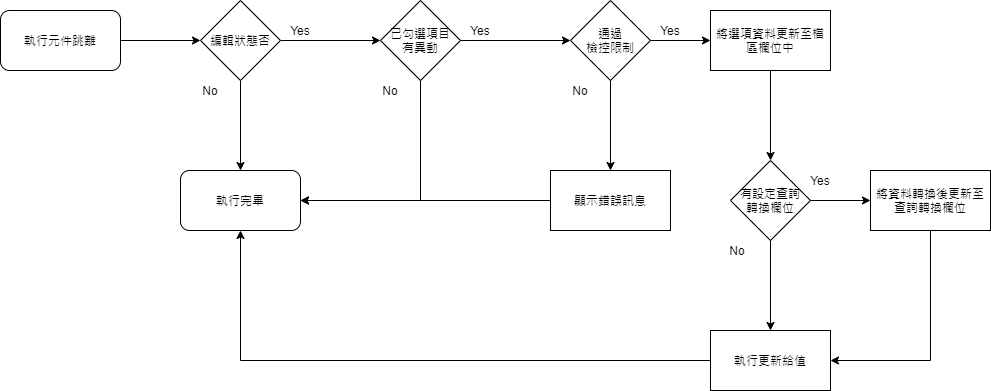 執行元件跳離
編輯狀態否
Yes
已勾選項目
有異動
Yes
通過
檢控限制
Yes
將選項資料更新至檔
區欄位中
No
No
No
執行完畢
顯示錯誤訊息
有設定查詢
轉換欄位
Yes
將資料轉換後更新至
查詢轉換欄位
No
執行更新給值